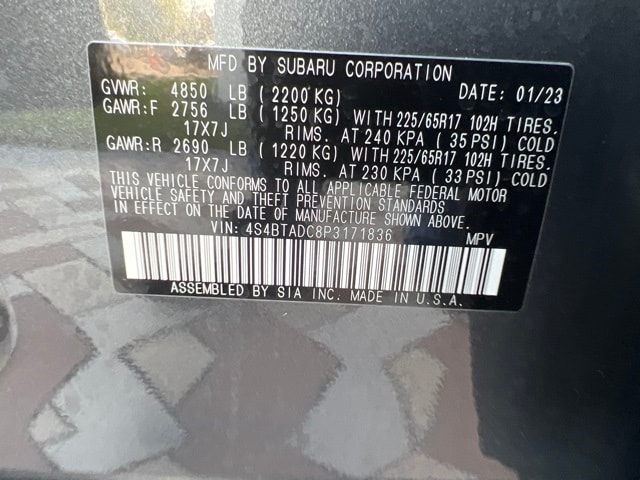 MFD BY SUBARU CORPORATION DATE: 01/23
GVWR: 4850 LB (2200 KG)
GAWR:F 2756 LB (1250 KG) WITH 225/65R17 102H TIRES.
17X7J RIMS. AT 240 KPA (35 PSI) COLD
GAWR:R 2690 LB (1220 KG) WITH 225/65R17 102H TIRES.
17X7J RIMS. AT 230 KPA (33 PSI) COLD
THIS VEHICLE CONFORMS TO ALL APPLICABLE FEDERAL MOTOR
VEHICLE SAFETY AND THEFT PREVENTION STANDARDS
IN EFFECT ON THE DATE OF MANUFACTURE SHOWN ABOVE.
VIN: 4S4BTADC8P3171836 MPV
ASSEMBLED BY SIA INC. MADE IN U.S.A.